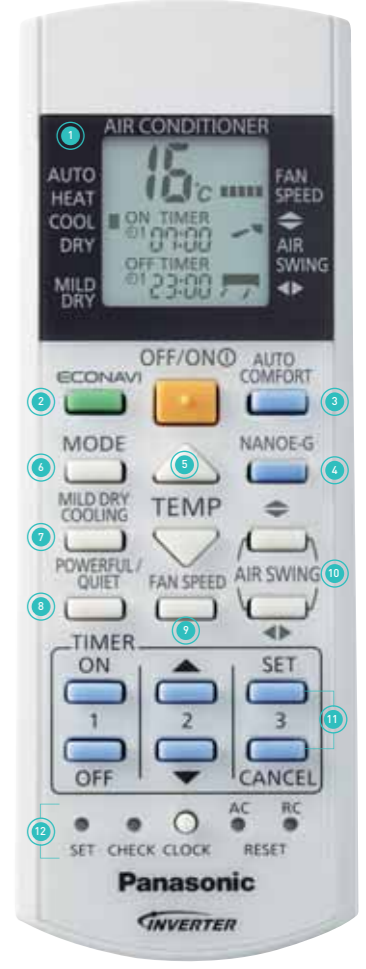 1 AIR CONDITIONER
AUTO
HEAT
COOL
DRY
MILD
DRY
16°C
ON TIMER
1 07:00
OFF TIMER
1 23:00
FAN
SPEED
AIR
SWING
OFF/ON
ECONAVI
AUTO
COMFORT
2
3
MODE
NANOE-G
6
5
4
MILD DRY
COOLING
TEMP
7
POWERFUL/
QUIET
FAN SPEED
AIR SWING
10
8
9
TIMER
ON
SET
1
2
3
11
OFF
CANCEL
12
AC
RC
SET
CHECK
CLOCK
RESET
Panasonic
INVERTER